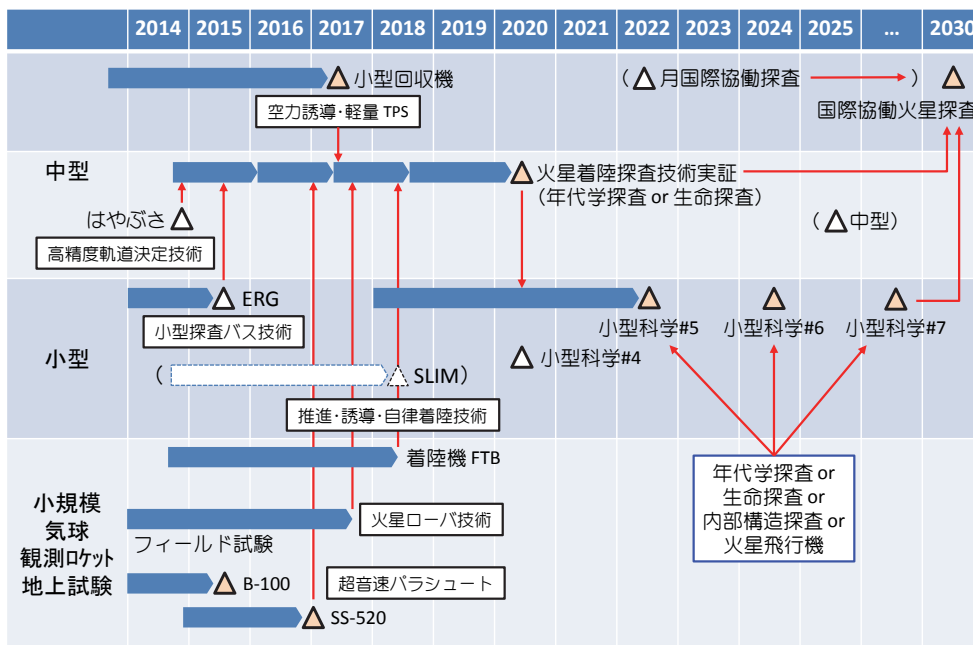 2014 2015 2016 2017 2018 2019 2020 2021 2022 2023 2024 2025 ... 2030
小型回収機
(
月国際協働探査
)
空力誘導・軽量 TPS
国際協働火星探査
中型
火星着陸探査技術実証
(年代学探査 or 生命探査)
はやぶさ
(
中型)
高精度軌道決定技術
ERG
小型探査バス技術
小型科学#5
小型科学#6
小型科学#7
小型
小型科学#4
(
SLIM)
推進・誘導・自律着陸技術
着陸機 FTB
年代学探査 or
生命探査 or
内部構造探査 or
火星飛行機
小規模
気球
観測ロケット
地上試験
火星ローバ技術
フィールド試験
B-100
超音速パラシュート
SS-520